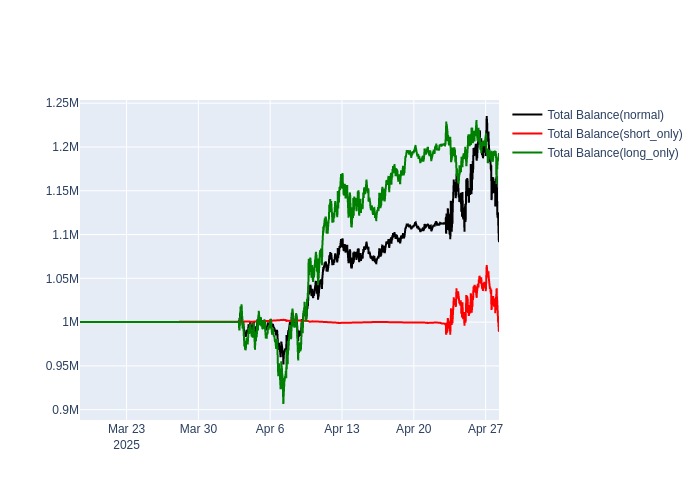 1.25M
1.2M
1.15M
1.1M
1.05M
1M
0.95M
0.9M
Mar 23
2025
Mar 30
Apr 6
Apr 13
Apr 20
Apr 27
Total Balance(normal)
Total Balance(short_only)
Total Balance(long_only)